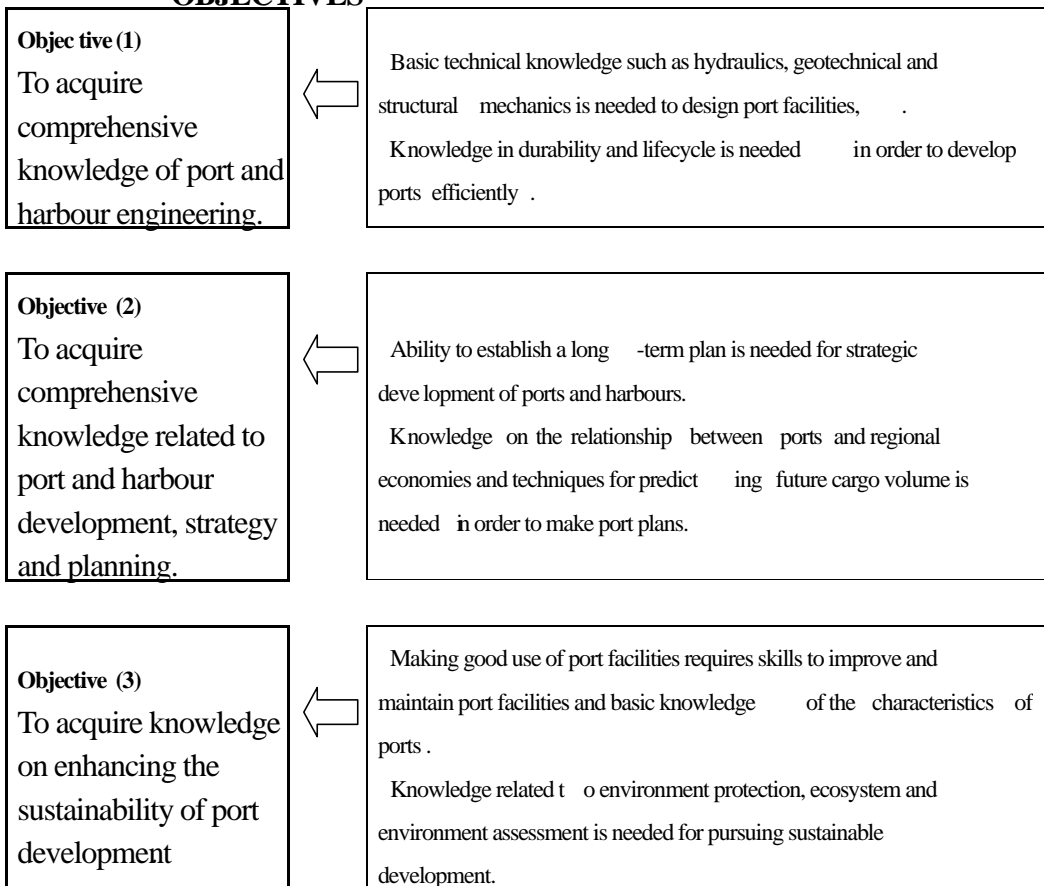 OBJECTIVES
Objec tive (1)
To acquire
comprehensive
knowledge of port and
harbour engineering.
Basic technical knowledge such as hydraulics, geotechnical and
structural mechanics is needed to design port facilities, .
Knowledge in durability and lifecycle is needed in order to develop
ports efficiently .
Objective (2)
To acquire
comprehensive
knowledge related to
port and harbour
development, strategy
and planning.
Ability to establish a long -term plan is needed for strategic
deve lopment of ports and harbours.
Knowledge on the relationship between ports and regional
economies and techniques for predict ing future cargo volume is
needed in order to make port plans.
Objective (3)
To acquire knowledge
on enhancing the
sustainability of port
development
Making good use of port facilities requires skills to improve and
maintain port facilities and basic knowledge of the characteristics of
ports .
Knowledge related t o environment protection, ecosystem and
environment assessment is needed for pursuing sustainable
development.